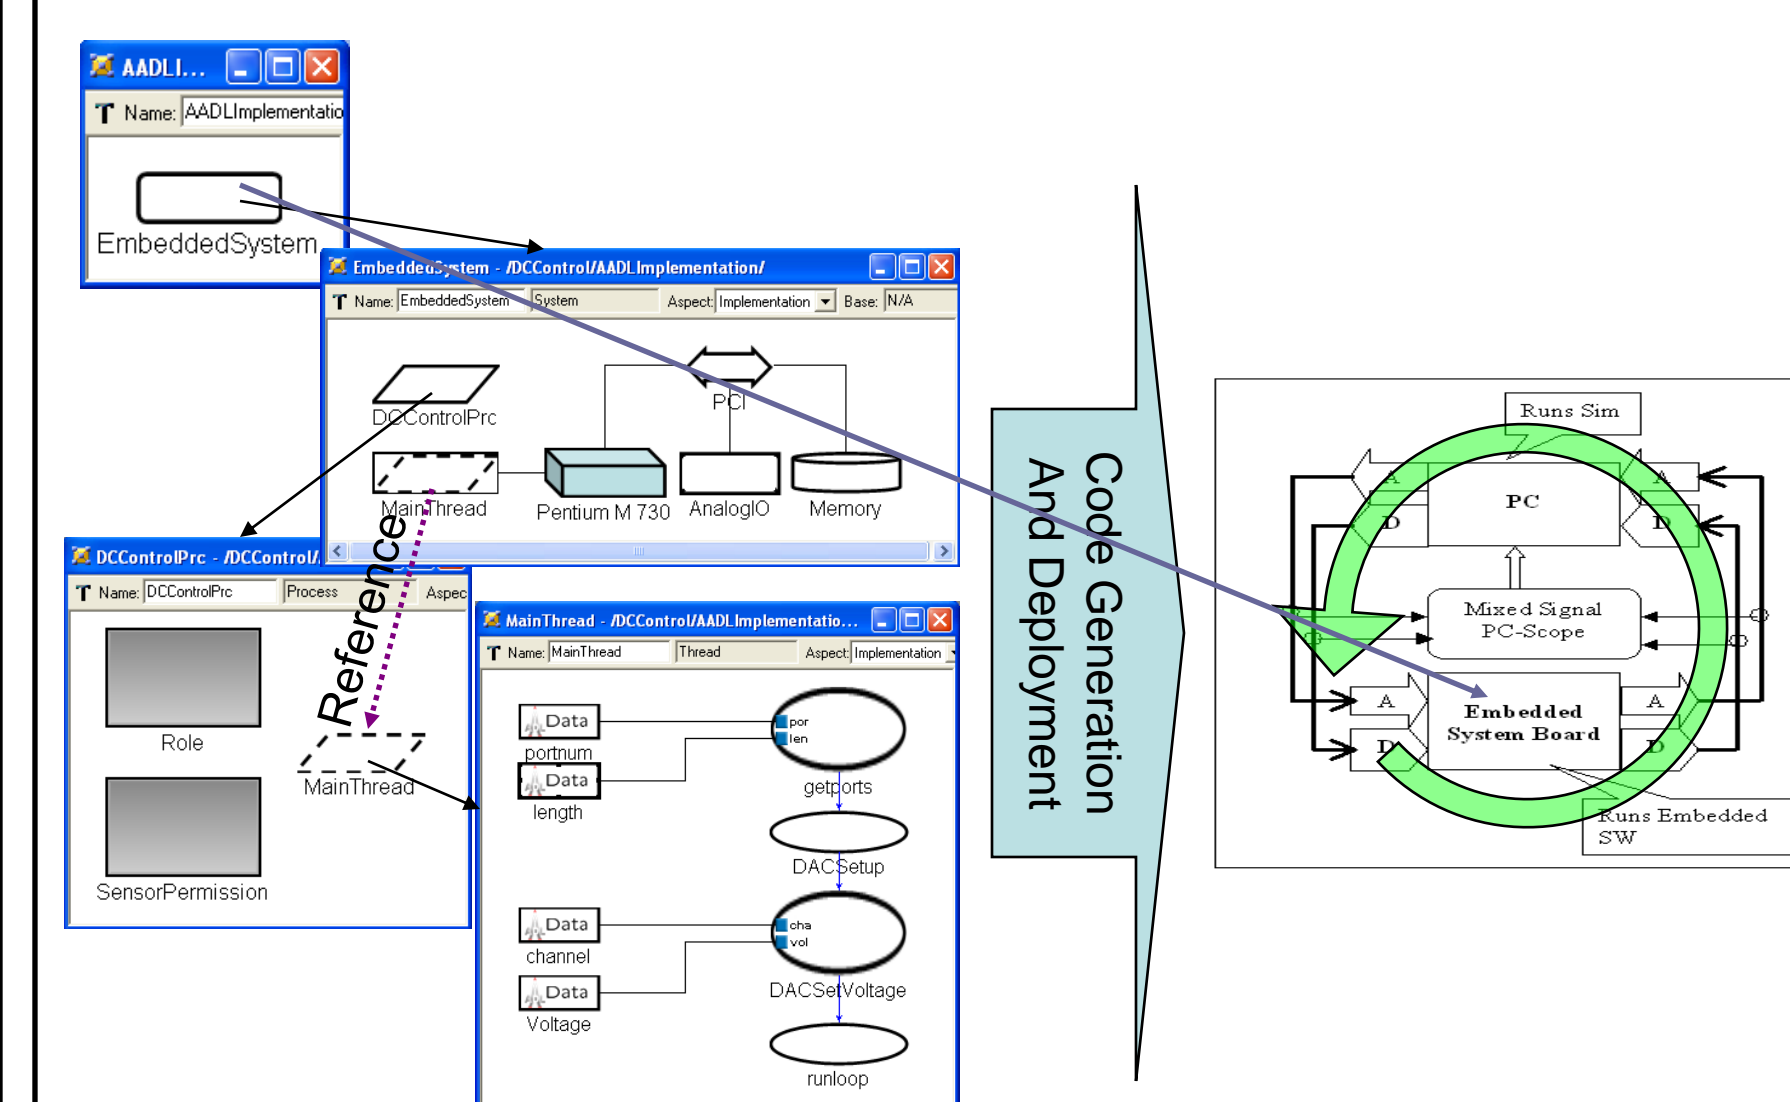 AADLI...
Name: AADLImplementatio
EmbeddedSystem
EmbeddedSystem - /DCControl/AADLImplementation/
Name: EmbeddedSystem System Aspect: Implementation Base: N/A
DCControlPrc
PCI
MainThread
Pentium M 730
AnalogIO
Memory
Reference
DCControlPrc - /DCControl/
Name: DCControlPrc Process Aspec
Role
MainThread
SensorPermission
MainThread - /DCControl/AADLImplementatio...
Name: MainThread Thread Aspect: Implementation
Data
portnum
Data
length
por
len
getports
DACSetup
Data
channel
Data
Voltage
cha
vol
DACSetVoltage
runloop
Code Generation
And Deployment
Runs Sim
A
PC
A
D
D
Mixed Signal
PC-Scope
A
Embedded
System Board
A
D
D
Runs Embedded
SW